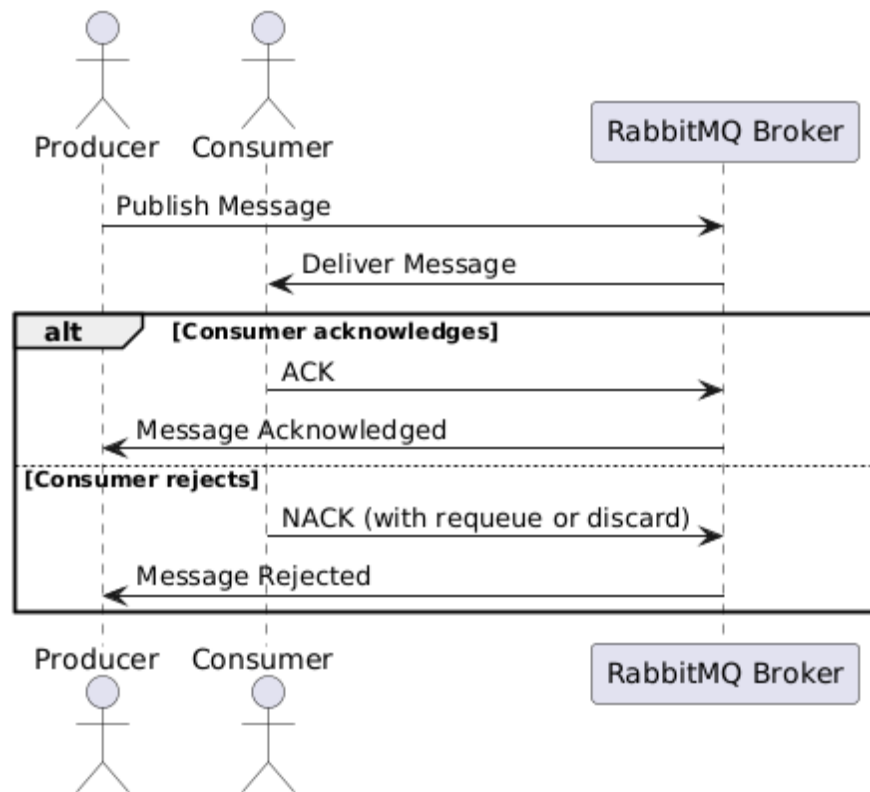 Producer
Consumer
RabbitMQ Broker
Publish Message
Deliver Message
alt
[Consumer acknowledges]
ACK
Message Acknowledged
[Consumer rejects]
NACK (with requeue or discard)
Message Rejected
Producer
Consumer
RabbitMQ Broker